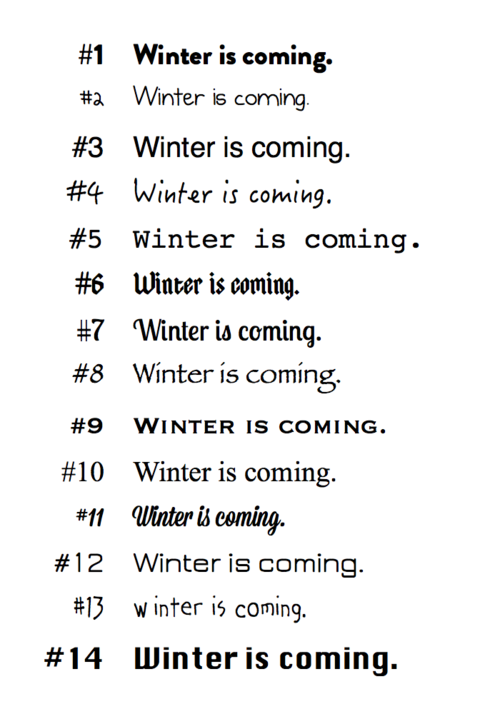 #1 Winter is coming.
#2 Winter is coming.
#3 Winter is coming.
#4 Winter is coming.
#5 Winter is coming.
#6 Winter is coming.
#7 Winter is coming.
#8 Winter is coming.
#9 WINTER IS COMING.
#10 Winter is coming.
#11 Winter is coming.
#12 Winter is coming.
#13 winter is coming.
#14 Winter is coming.